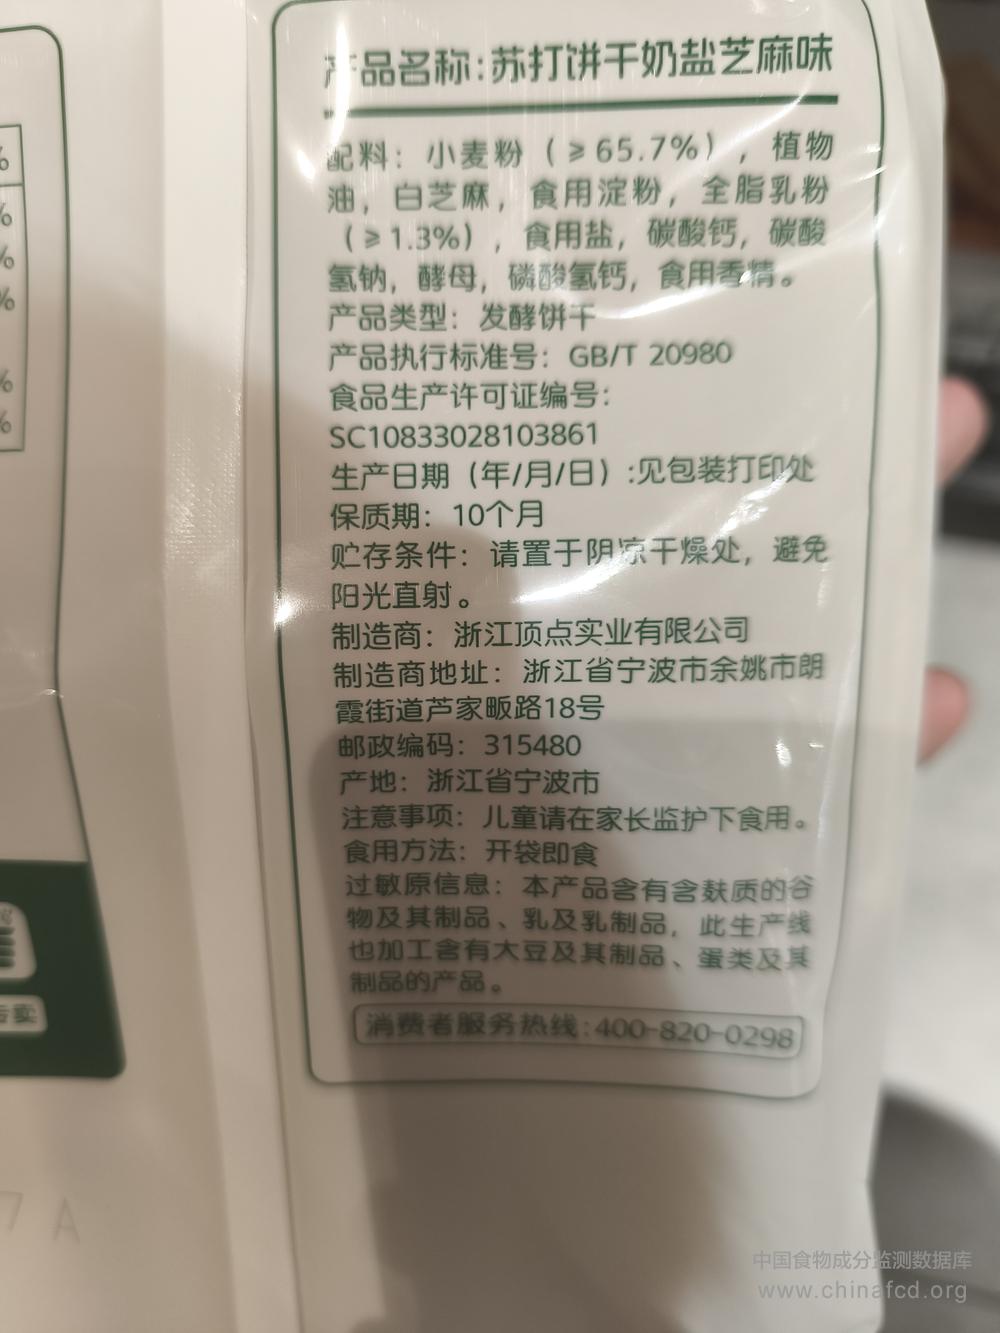 %
%
%
%
%
%
专卖
产品名称:苏打饼干奶盐芝麻味
配料：小麦粉（≥65.7%），植物
油，白芝麻，食用淀粉，全脂乳粉
（≥1.3%），食用盐，碳酸钙，碳酸
氢钠，酵母，磷酸氢钙，食用香精。
产品类型：发酵饼干
产品执行标准号：GB/T 20980
食品生产许可证编号：
SC10833028103861
生产日期（年/月/日）:见包装打印处
保质期：10个月
贮存条件：请置于阴凉干燥处，避免
阳光直射。
制造商：浙江顶点实业有限公司
制造商地址：浙江省宁波市余姚市朗
霞街道芦家畈路18号
邮政编码：315480
产地：浙江省宁波市
注意事项：儿童请在家长监护下食用。
食用方法：开袋即食
过敏原信息：本产品含有含麸质的谷
物及其制品、乳及乳制品，此生产线
也加工含有大豆及其制品、蛋类及其
制品的产品。
消费者服务热线:400-820-0298
中国食物成分监测数据库
www.chinafcd.org